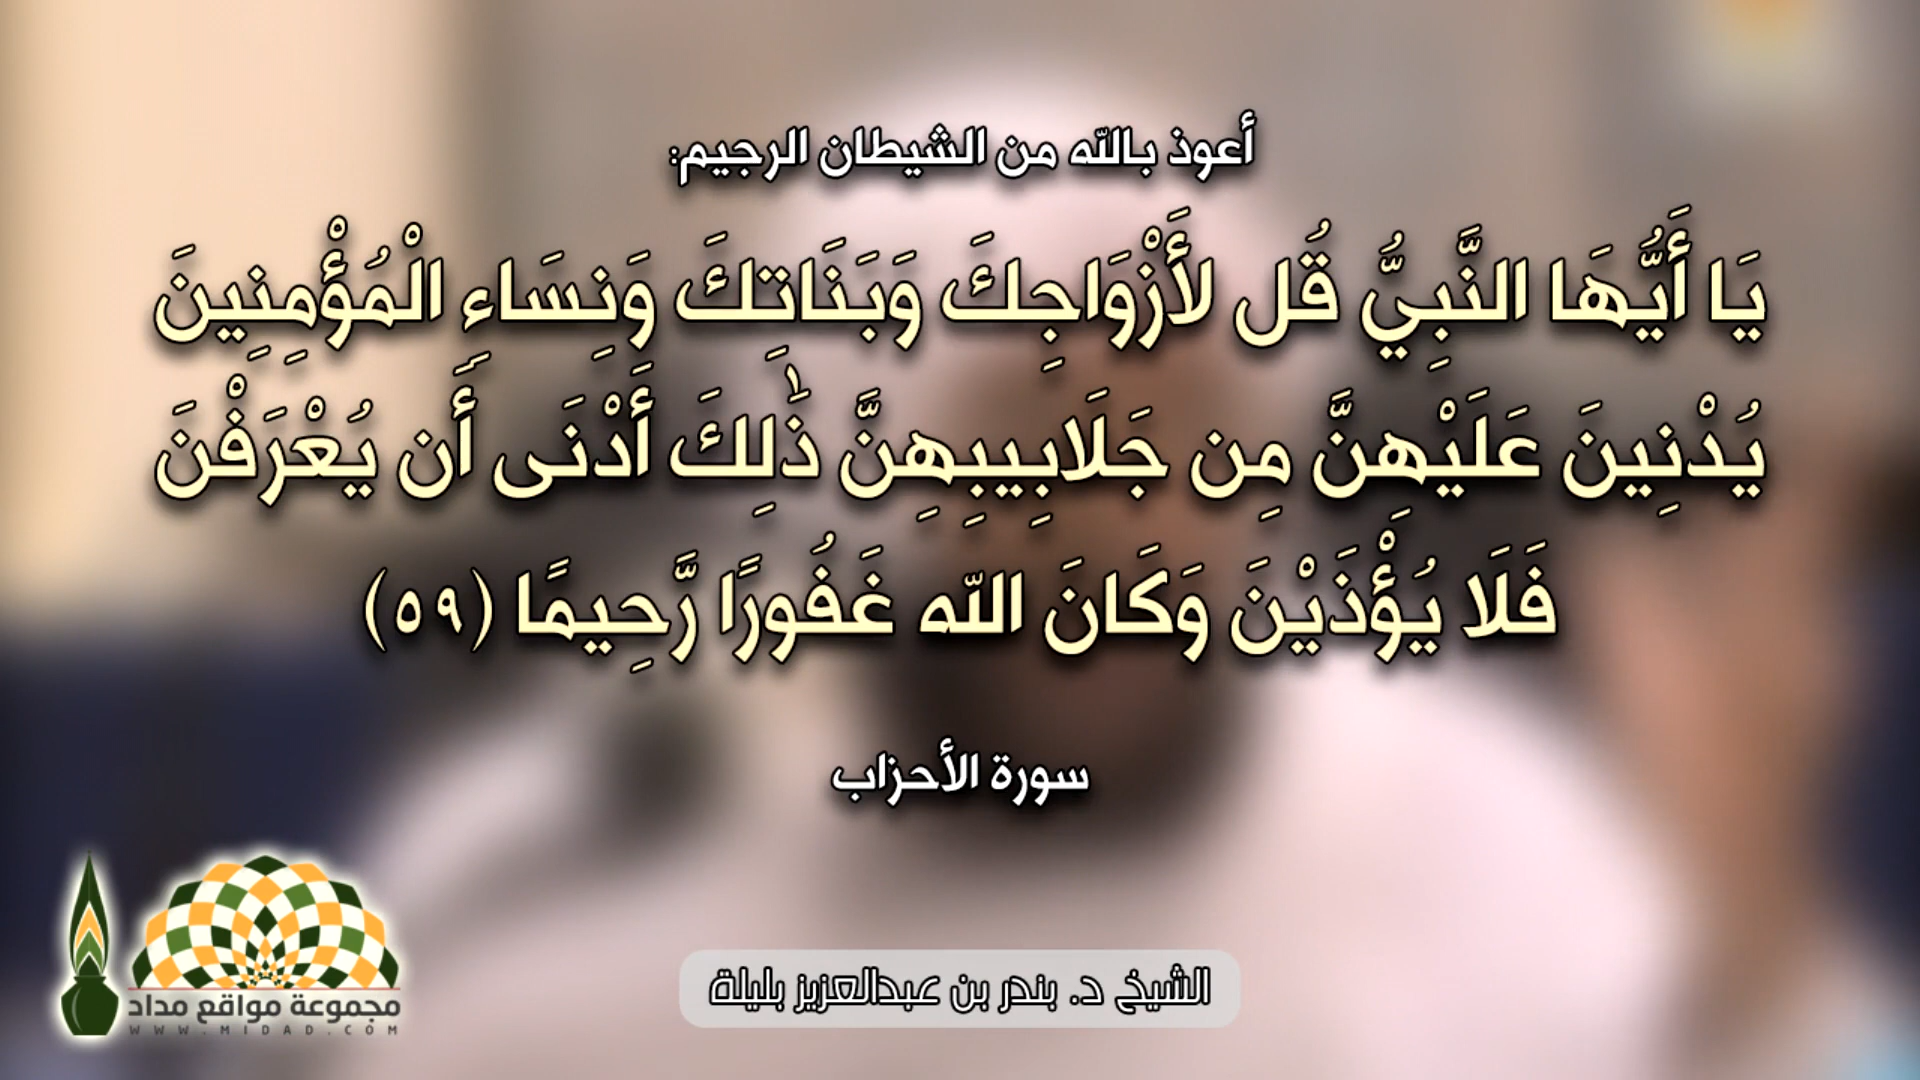 أعوذ بالله من الشيطان الرجيم:
يَا أَيُّهَا النَّبِيُّ قُل لأَزْوَاجِكَ وَبَنَاتِكَ وَنِسَاءِ الْمُؤْمِنِينَ
يُدْنِينَ عَلَيْهِنَّ مِن جَلَابِيبِهِنَّ ذَٰلِكَ أَدْنَى أَن يُعْرَفْنَ
فَلَا يُؤْذَيْنَ وَكَانَ اللّه غَفُورًا رَّحِيمًا (٥٩)
سورة الأحزاب
الشيخ د. بندر بن عبدالعزيز بليلة
مجموعة مواقع مداد
WWW.MIDAD.COM